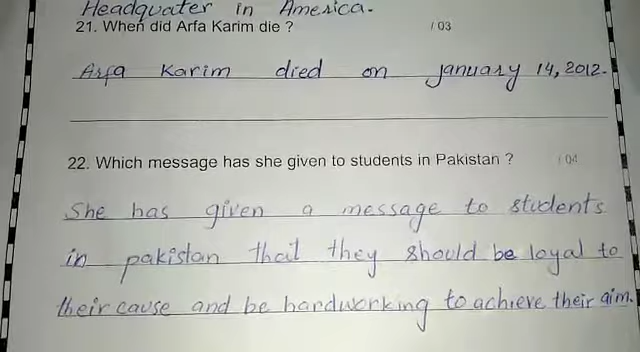 Headquater in America.
21. When did Arfa Karim die ? / 03
Arfa Karim died on january 14, 2012.
22. Which message has she given to students in Pakistan ? / 04
She has given a message to students
in pakistan that they should be loyal to
their cause and be hardworking to achieve their aim.